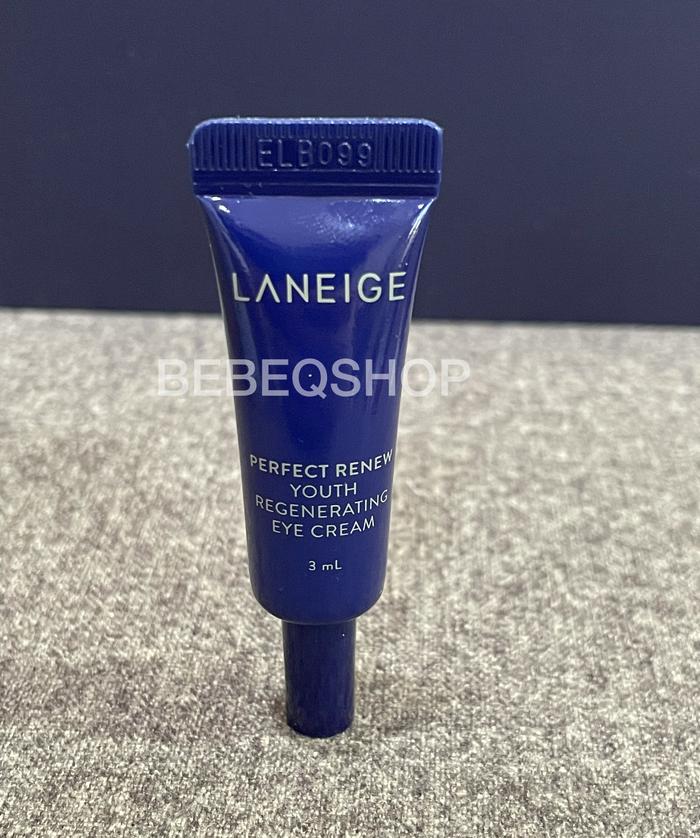 ELB099
LANEIGE
BEBEQSHOP
PERFECT RENEW
YOUTH
REGENERATING
EYE CREAM
3 mL